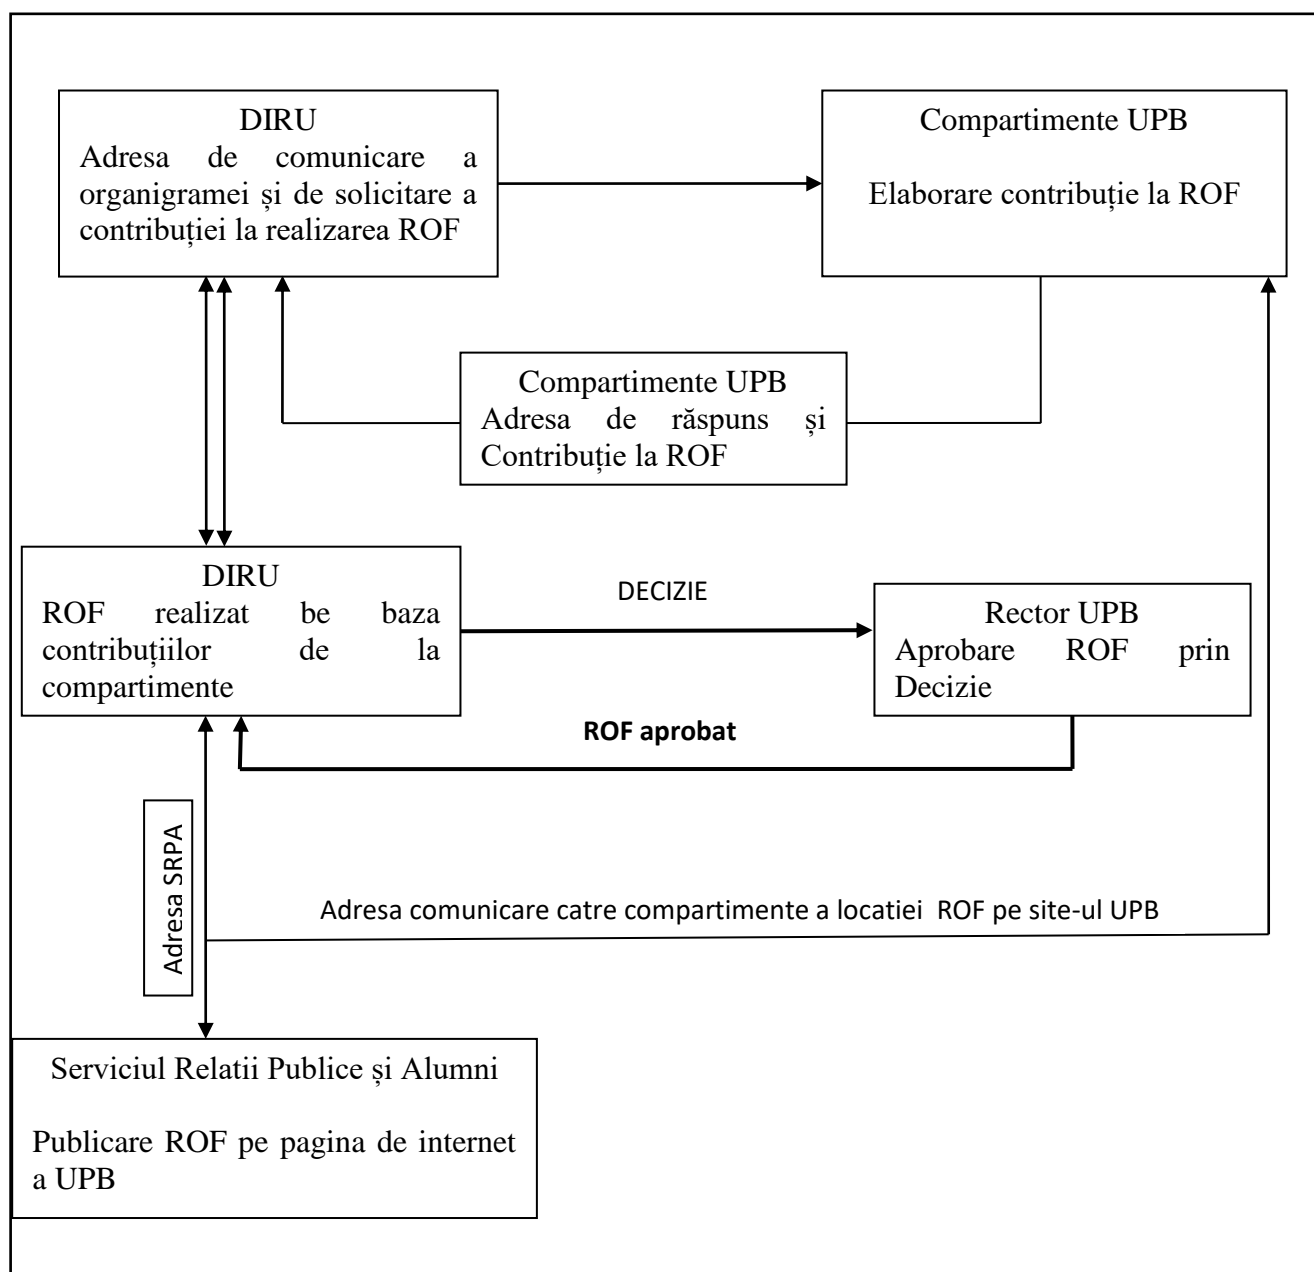 DIRU
Adresa de comunicare a
organigramei și de solicitare a
contribuției la realizarea ROF
Compartimente UPB
Elaborare contribuție la ROF
Compartimente UPB
Adresa de răspuns și
Contribuție la ROF
DIRU
ROF realizat be baza
contribuțiilor de la
compartimente
DECIZIE
Rector UPB
Aprobare ROF prin
Decizie
ROF aprobat
Adresa SRPA
Adresa comunicare catre compartimente a locatiei ROF pe site-ul UPB
Serviciul Relatii Publice și Alumni
Publicare ROF pe pagina de internet
a UPB